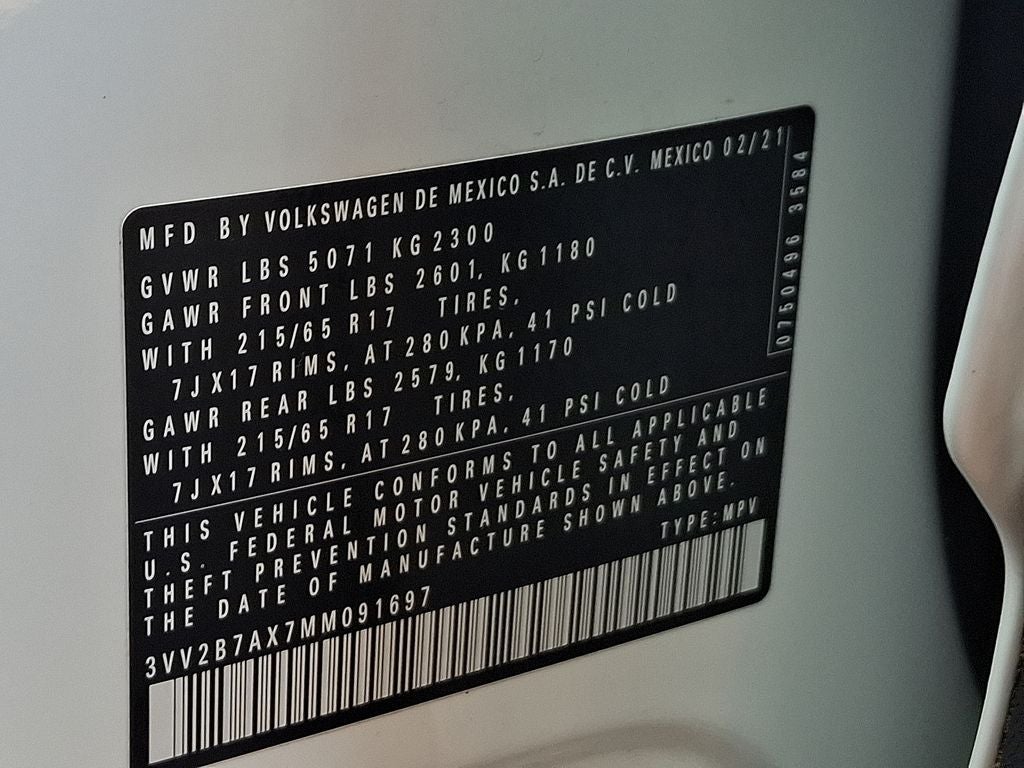 MFD BY VOLKSWAGEN DE MEXICO S.A. DE C.V. MEXICO 02/21
GVWR LBS 5071 KG 2300
GAWR FRONT LBS 2601, KG 1180
WITH 215/65 R17 TIRES,
7JX17 RIMS, AT 280 KPA, 41 PSI COLD
GAWR REAR LBS 2579, KG 1170
WITH 215/65 R17 TIRES,
7JX17 RIMS, AT 280 KPA, 41 PSI COLD
THIS VEHICLE CONFORMS TO ALL APPLICABLE
U.S. FEDERAL MOTOR VEHICLE SAFETY AND
THEFT PREVENTION STANDARDS IN EFFECT ON
THE DATE OF MANUFACTURE SHOWN ABOVE.
TYPE: MPV
3VV2B7AX7MM091697
0750496 3584